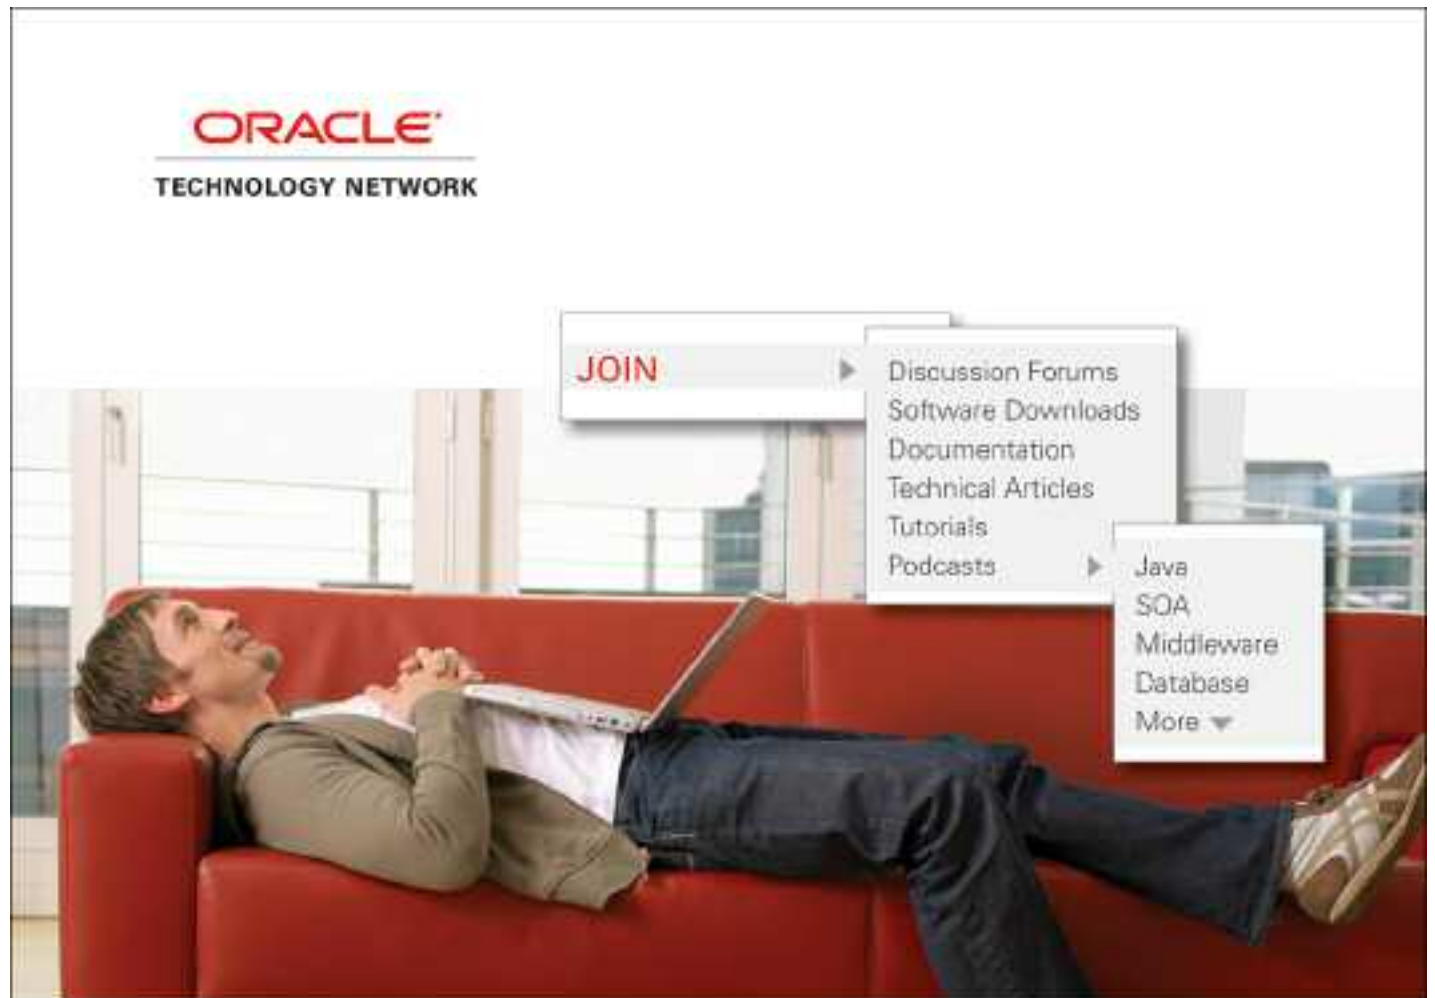 ORACLE
TECHNOLOGY NETWORK
JOIN
Discussion Forums
Software Downloads
Documentation
Technical Articles
Tutorials
Podcasts
Java
SOA
Middleware
Database
More